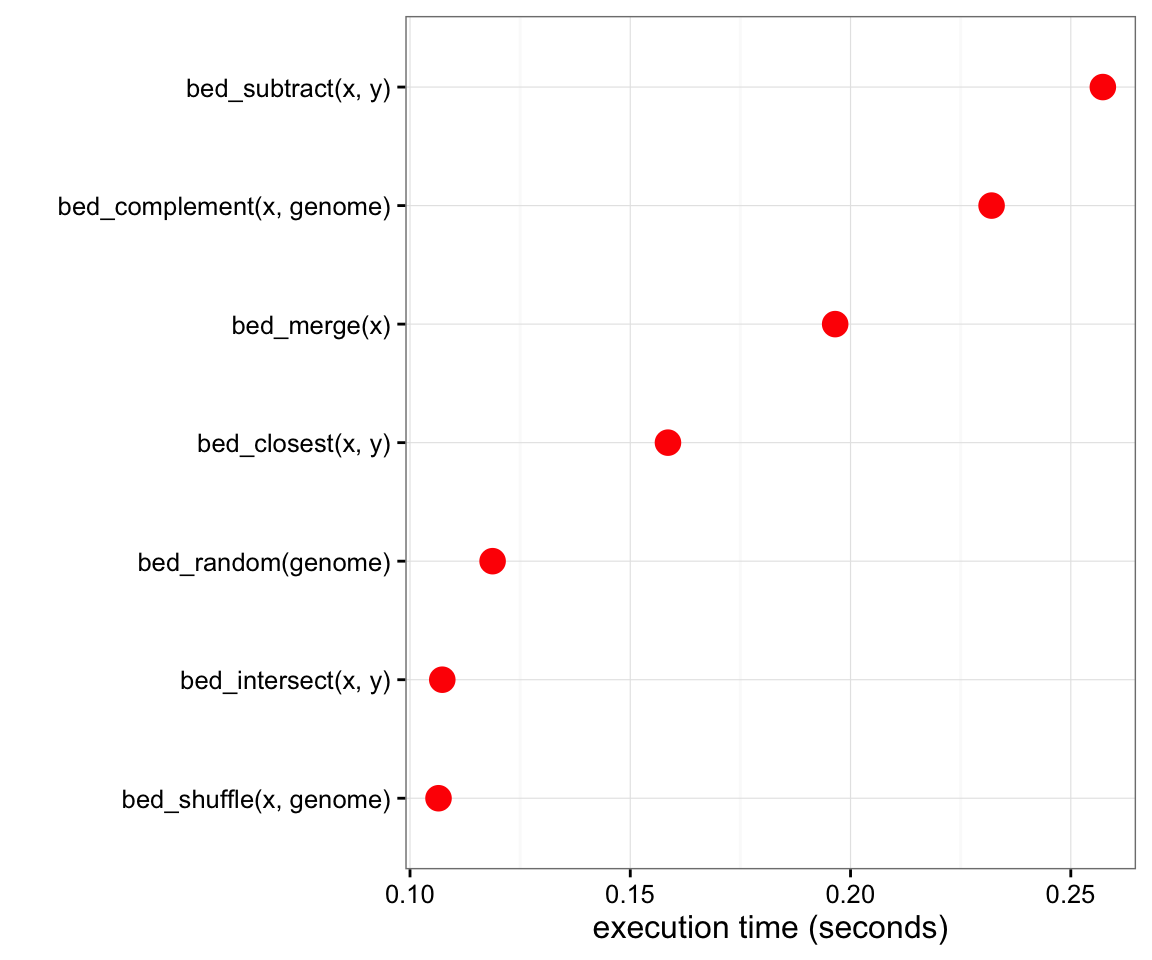 bed_subtract(x, y)
bed_complement(x, genome)
bed_merge(x)
bed_closest(x, y)
bed_random(genome)
bed_intersect(x, y)
bed_shuffle(x, genome)
0.10 0.15 0.20 0.25
execution time (seconds)